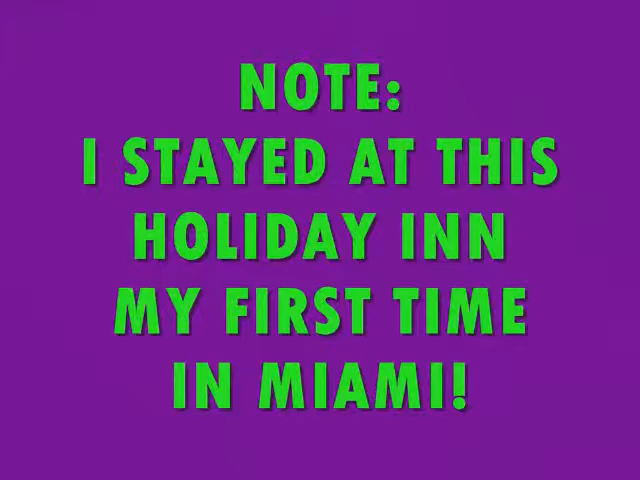 NOTE:
I STAYED AT THIS
HOLIDAY INN
MY FIRST TIME
IN MIAMI!